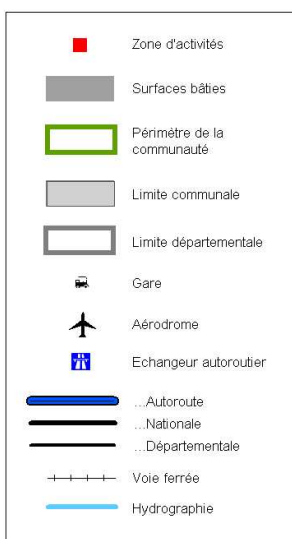 Zone d'activités
Surfaces bâties
Périmètre de la
communauté
Limite communale
Limite départementale
Gare
Aérodrome
Echangeur autoroutier
...Autoroute
...Nationale
...Départementale
Voie ferrée
Hydrographie